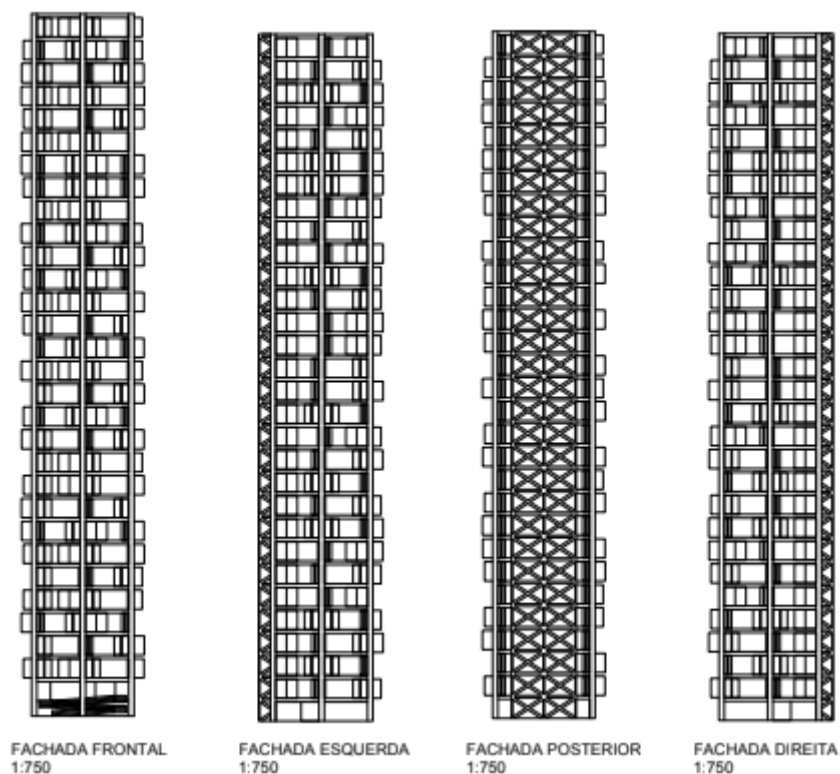 FACHADA FRONTAL
1:750
FACHADA ESQUERDA
1:750
FACHADA POSTERIOR
1:750
FACHADA DIREITA
1:750